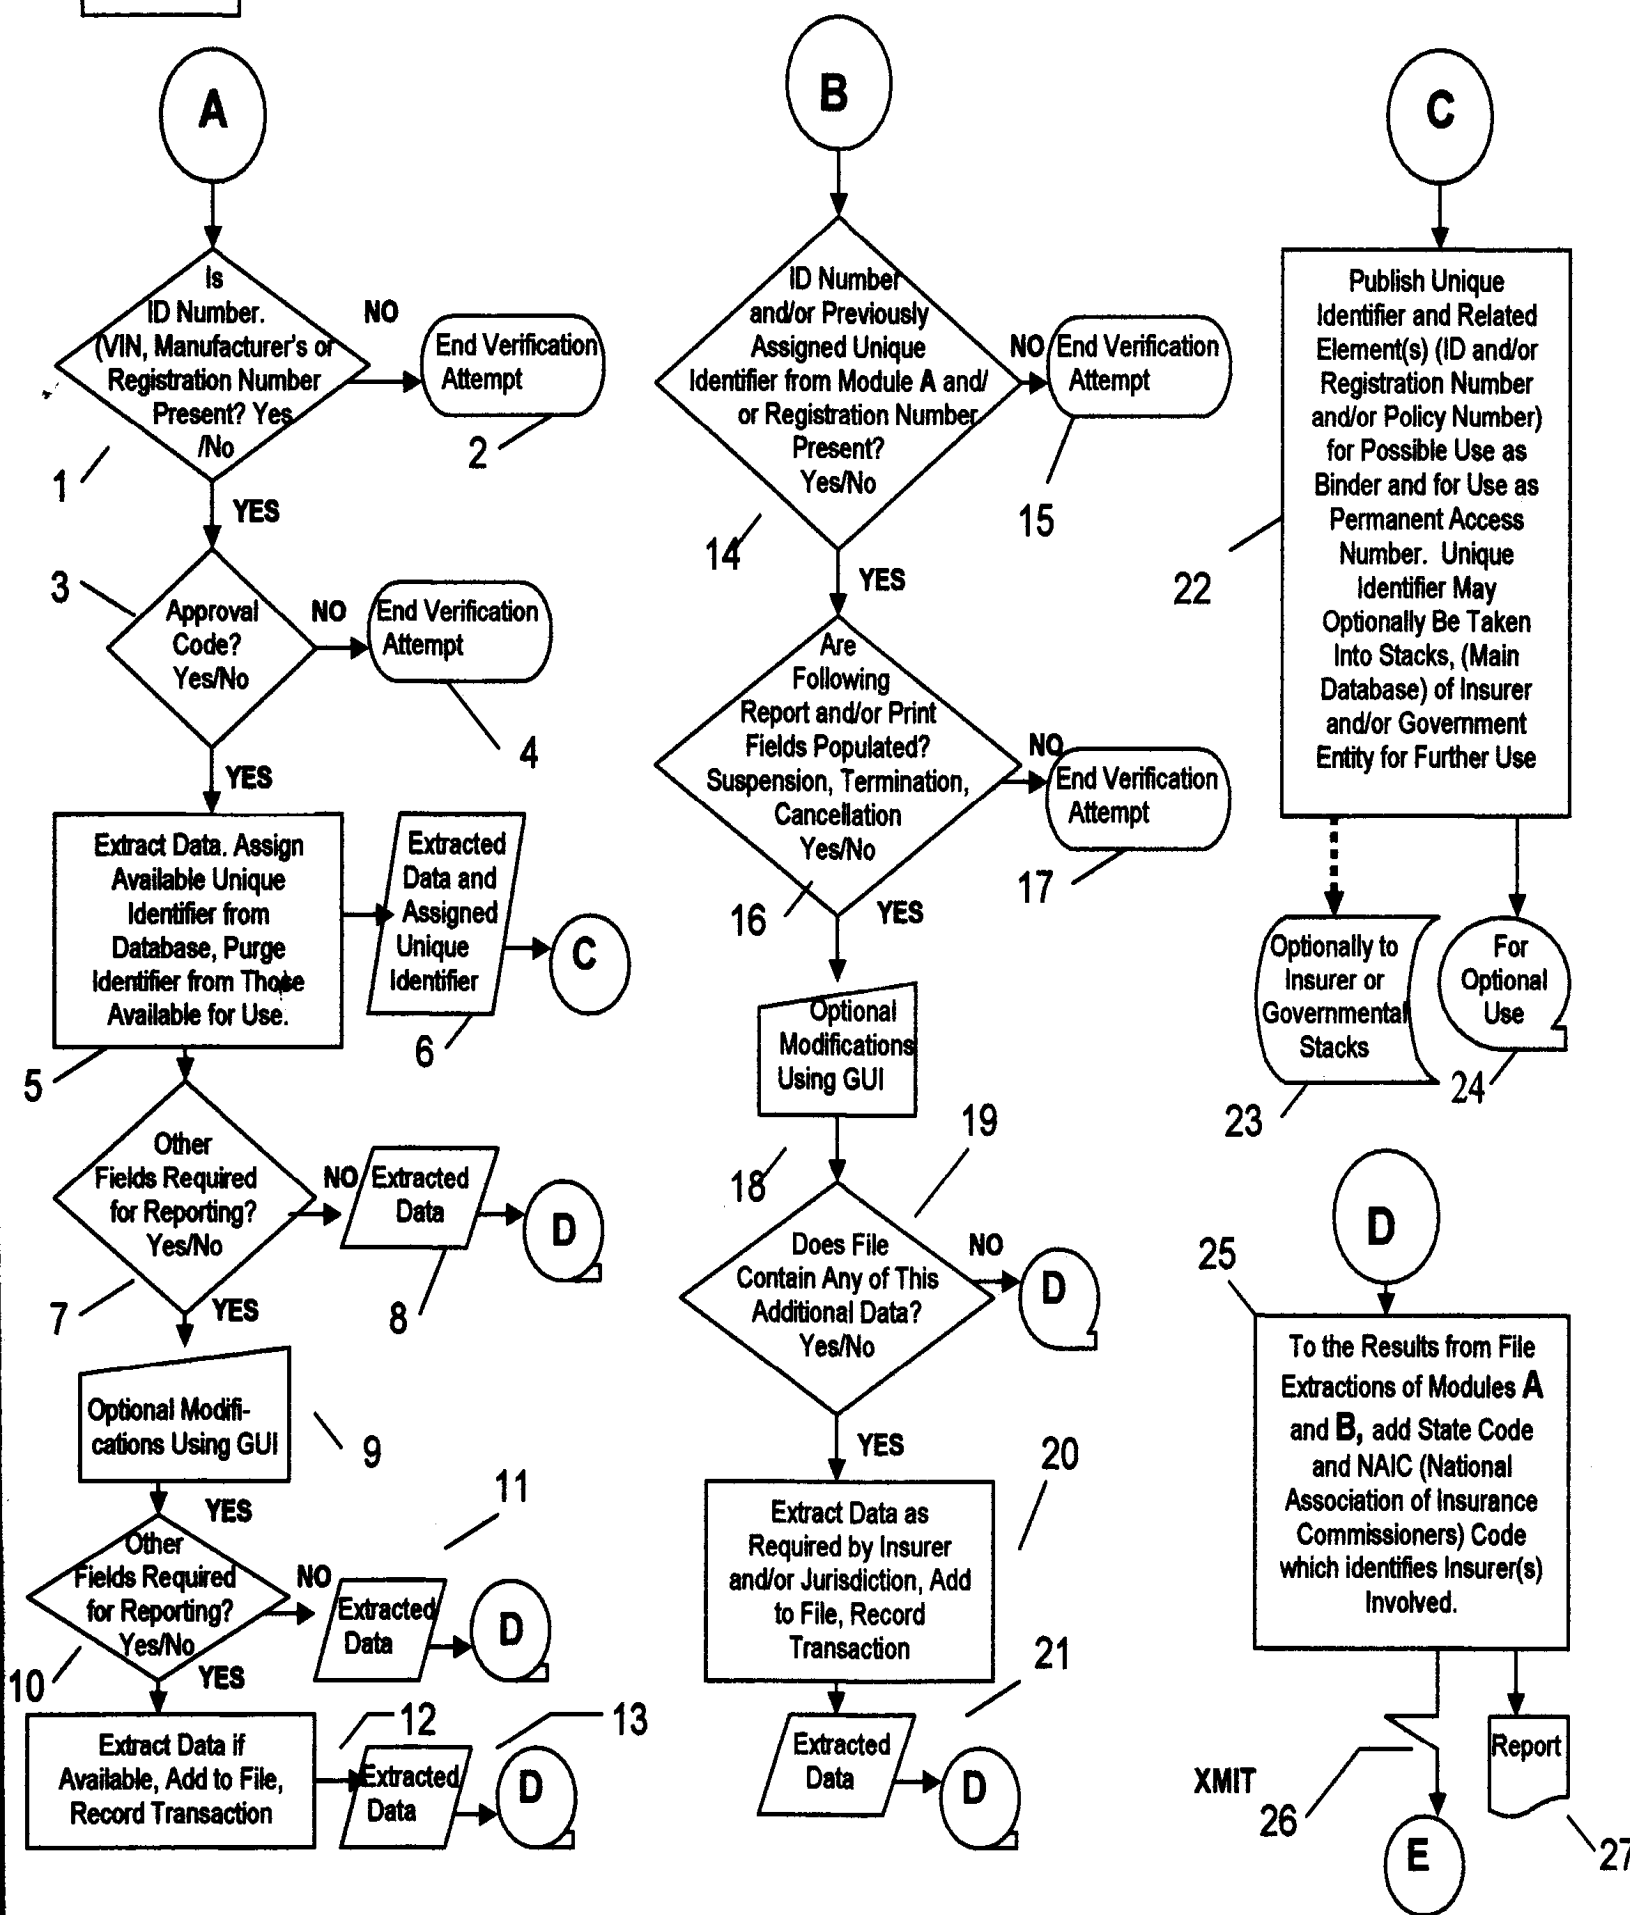 A
Is
ID Number.
(VIN, Manufacturer's or
Registration Number
Present? Yes
/No
NO
End Verification
Attempt
1
2
YES
3
Approval
Code?
Yes/No
NO
End Verification
Attempt
4
YES
Extract Data. Assign
Available Unique
Identifier from
Database, Purge
Identifier from Those
Available for Use.
5
Extracted
Data and
Assigned
Unique
Identifier
6
C
Other
Fields Required
for Reporting?
Yes/No
7
NO
Extracted
Data
8
D
YES
Optional Modifi-
cations Using GUI
9
YES
Other
Fields Required
for Reporting?
Yes/No
10
NO
11
Extracted
Data
D
YES
Extract Data if
Available, Add to File,
Record Transaction
12
Extracted
Data
13
D
B
ID Number
and/or Previously
Assigned Unique
Identifier from Module A and/
or Registration Number
Present?
Yes/No
14
NO
End Verification
Attempt
15
YES
Are
Following
Report and/or Print
Fields Populated?
Suspension, Termination,
Cancellation
Yes/No
16
NO
End Verification
Attempt
17
YES
Optional
Modifications
Using GUI
18
19
Does File
Contain Any of This
Additional Data?
Yes/No
NO
D
YES
20
Extract Data as
Required by Insurer
and/or Jurisdiction, Add
to File, Record
Transaction
21
Extracted
Data
D
C
Publish Unique
Identifier and Related
Element(s) (ID and/or
Registration Number
and/or Policy Number)
for Possible Use as
Binder and for Use as
Permanent Access
Number. Unique
Identifier May
Optionally Be Taken
Into Stacks, (Main
Database) of Insurer
and/or Government
Entity for Further Use
22
Optionally to
Insurer or
Governmental
Stacks
23
For
Optional
Use
24
D
25
To the Results from File
Extractions of Modules A
and B, add State Code
and NAIC (National
Association of Insurance
Commissioners) Code
which identifies Insurer(s)
Involved.
XMIT
26
E
Report
27